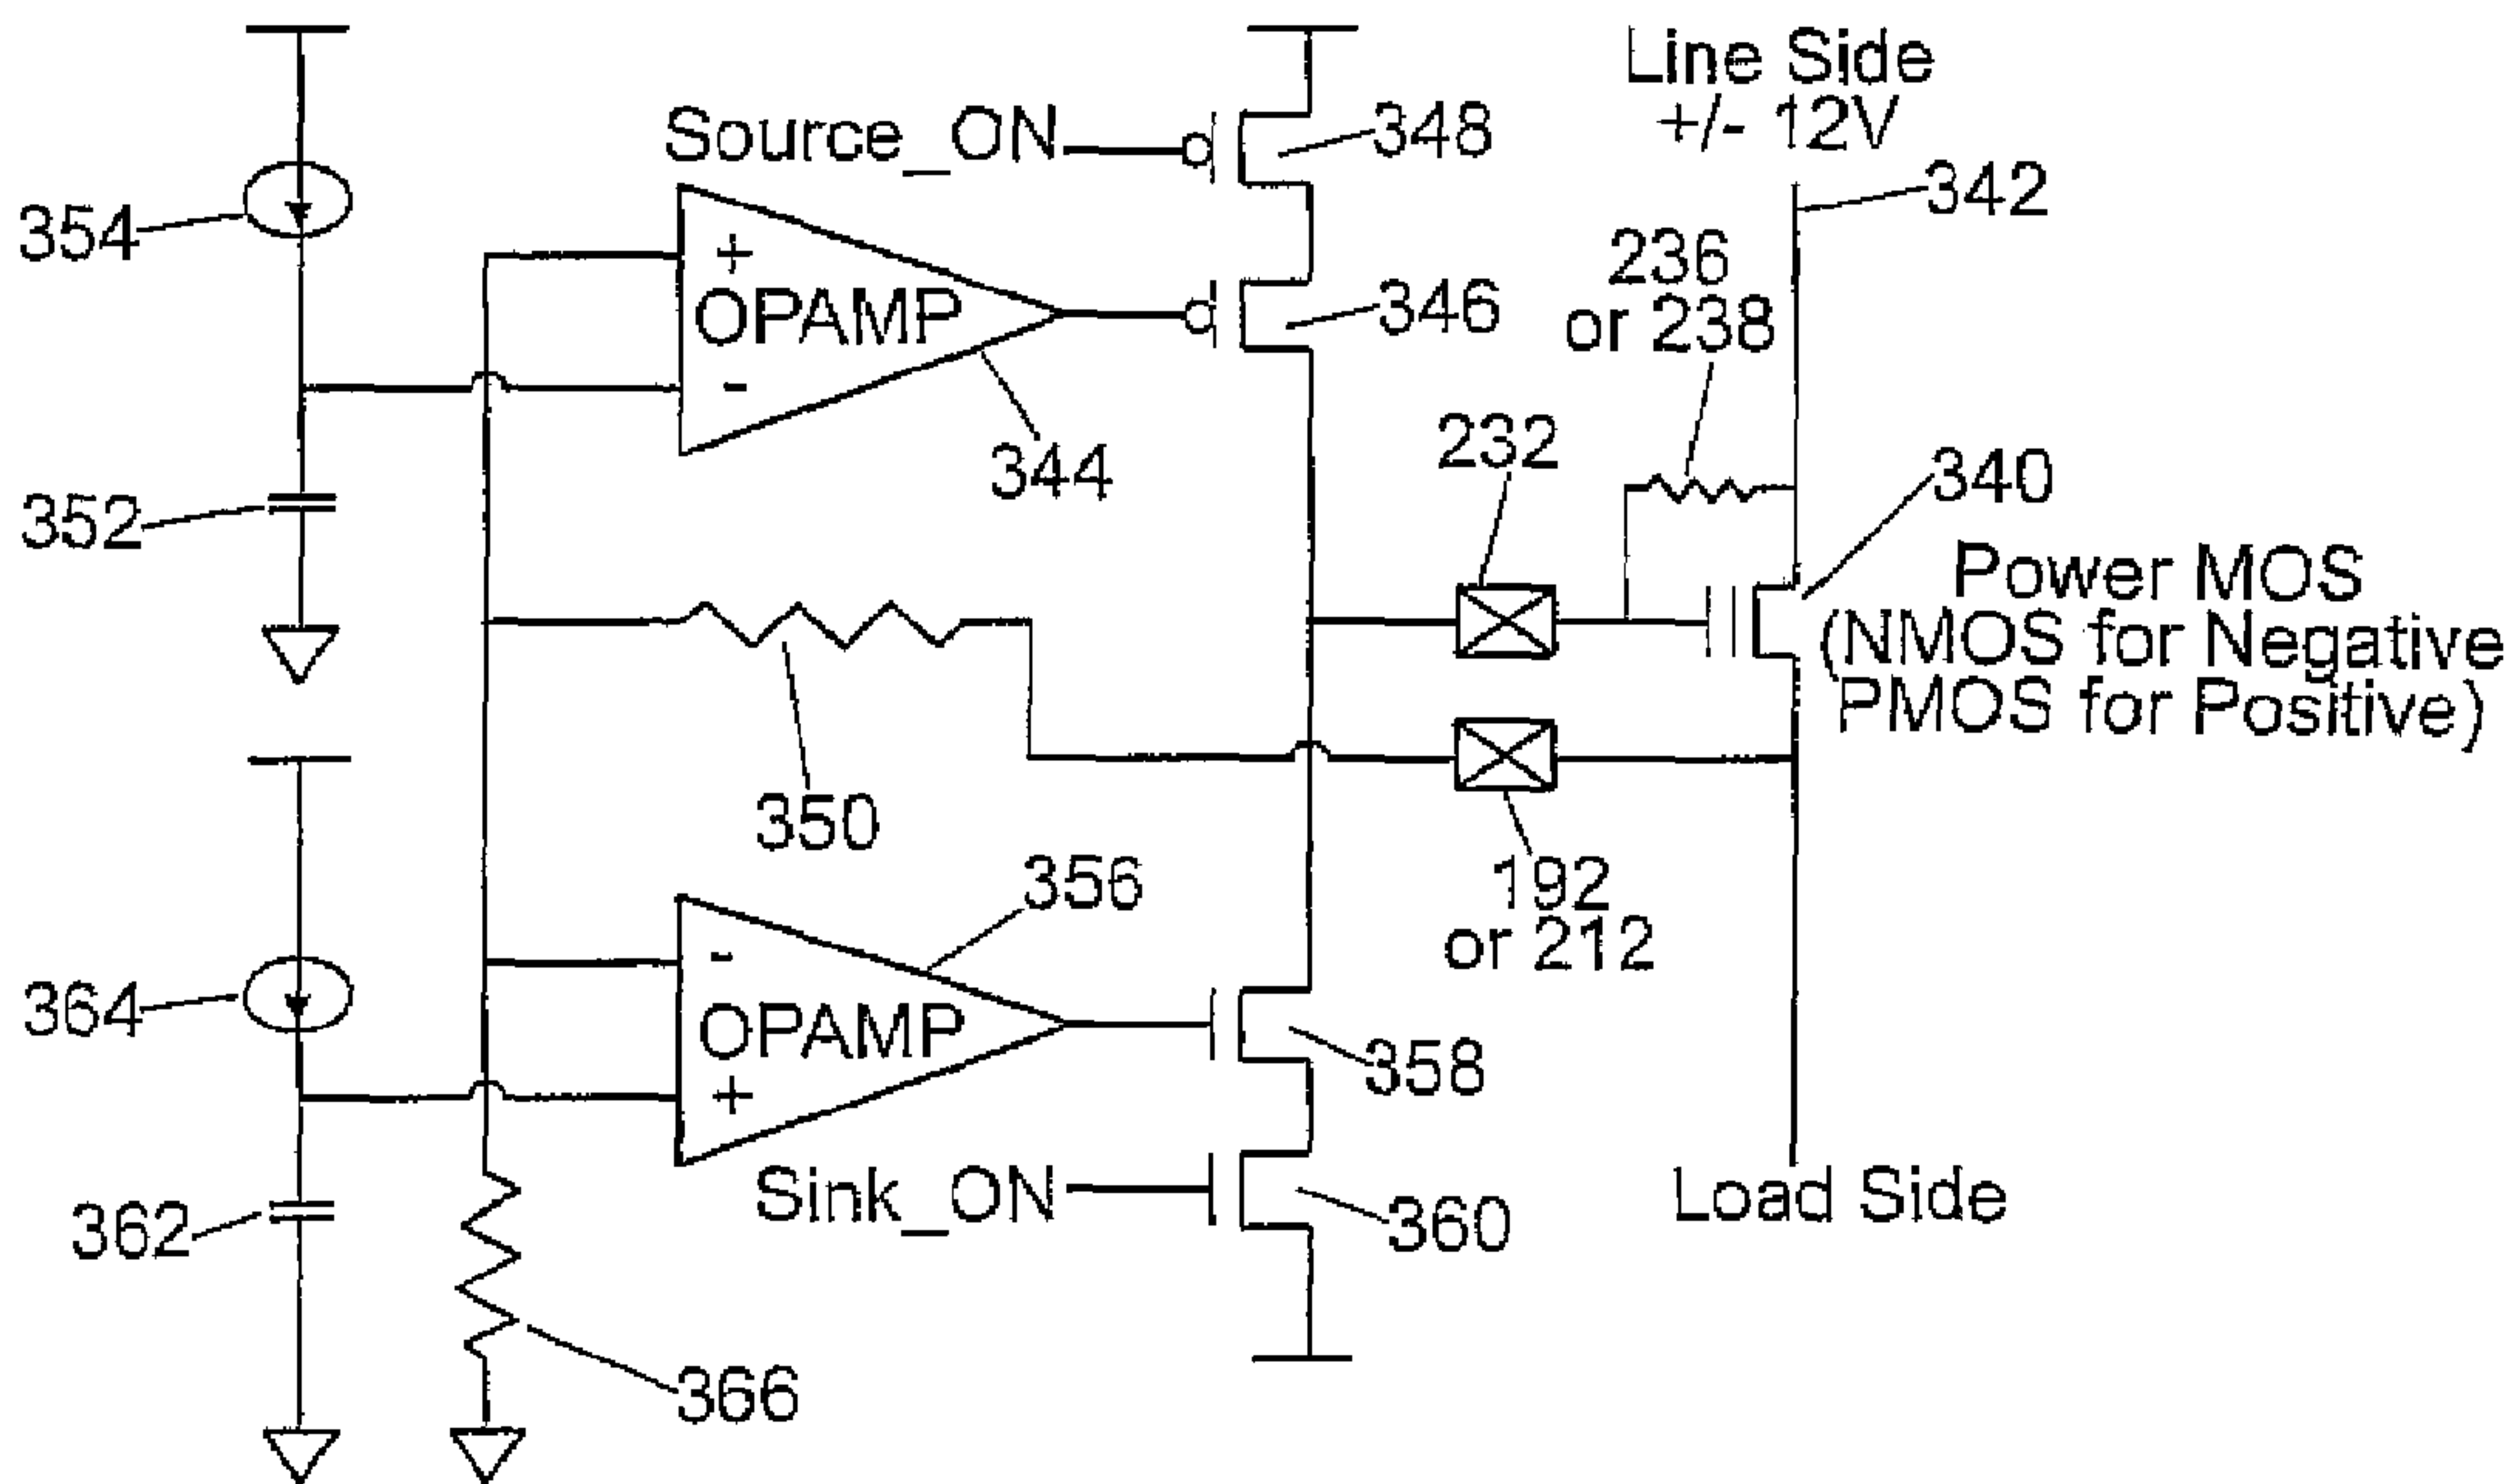 Line Side
+/- 12V
Source_ON
348
342
354
+
OPAMP
-
346
236
or 238
344
232
340
352
Power MOS
(NMOS for Negative
PMOS for Positive)
350
356
192
or 212
364
-
OPAMP
+
358
Sink_ON
360
Load Side
362
366